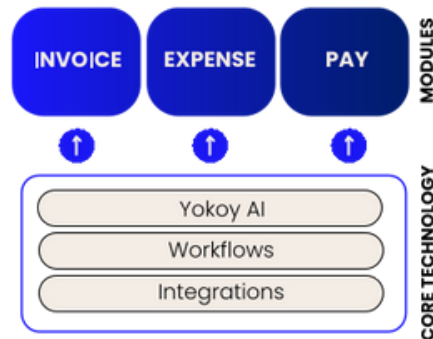 INVOICE EXPENSE PAY
MODULES
Yokoy AI
Workflows
Integrations
CORE TECHNOLOGY